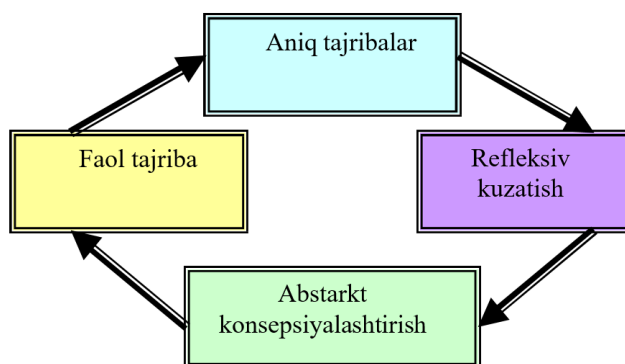 Aniq tajribalar
Faol tajriba
Refleksiv
kuzatish
Abstarkt
konsepsiyalashtirish